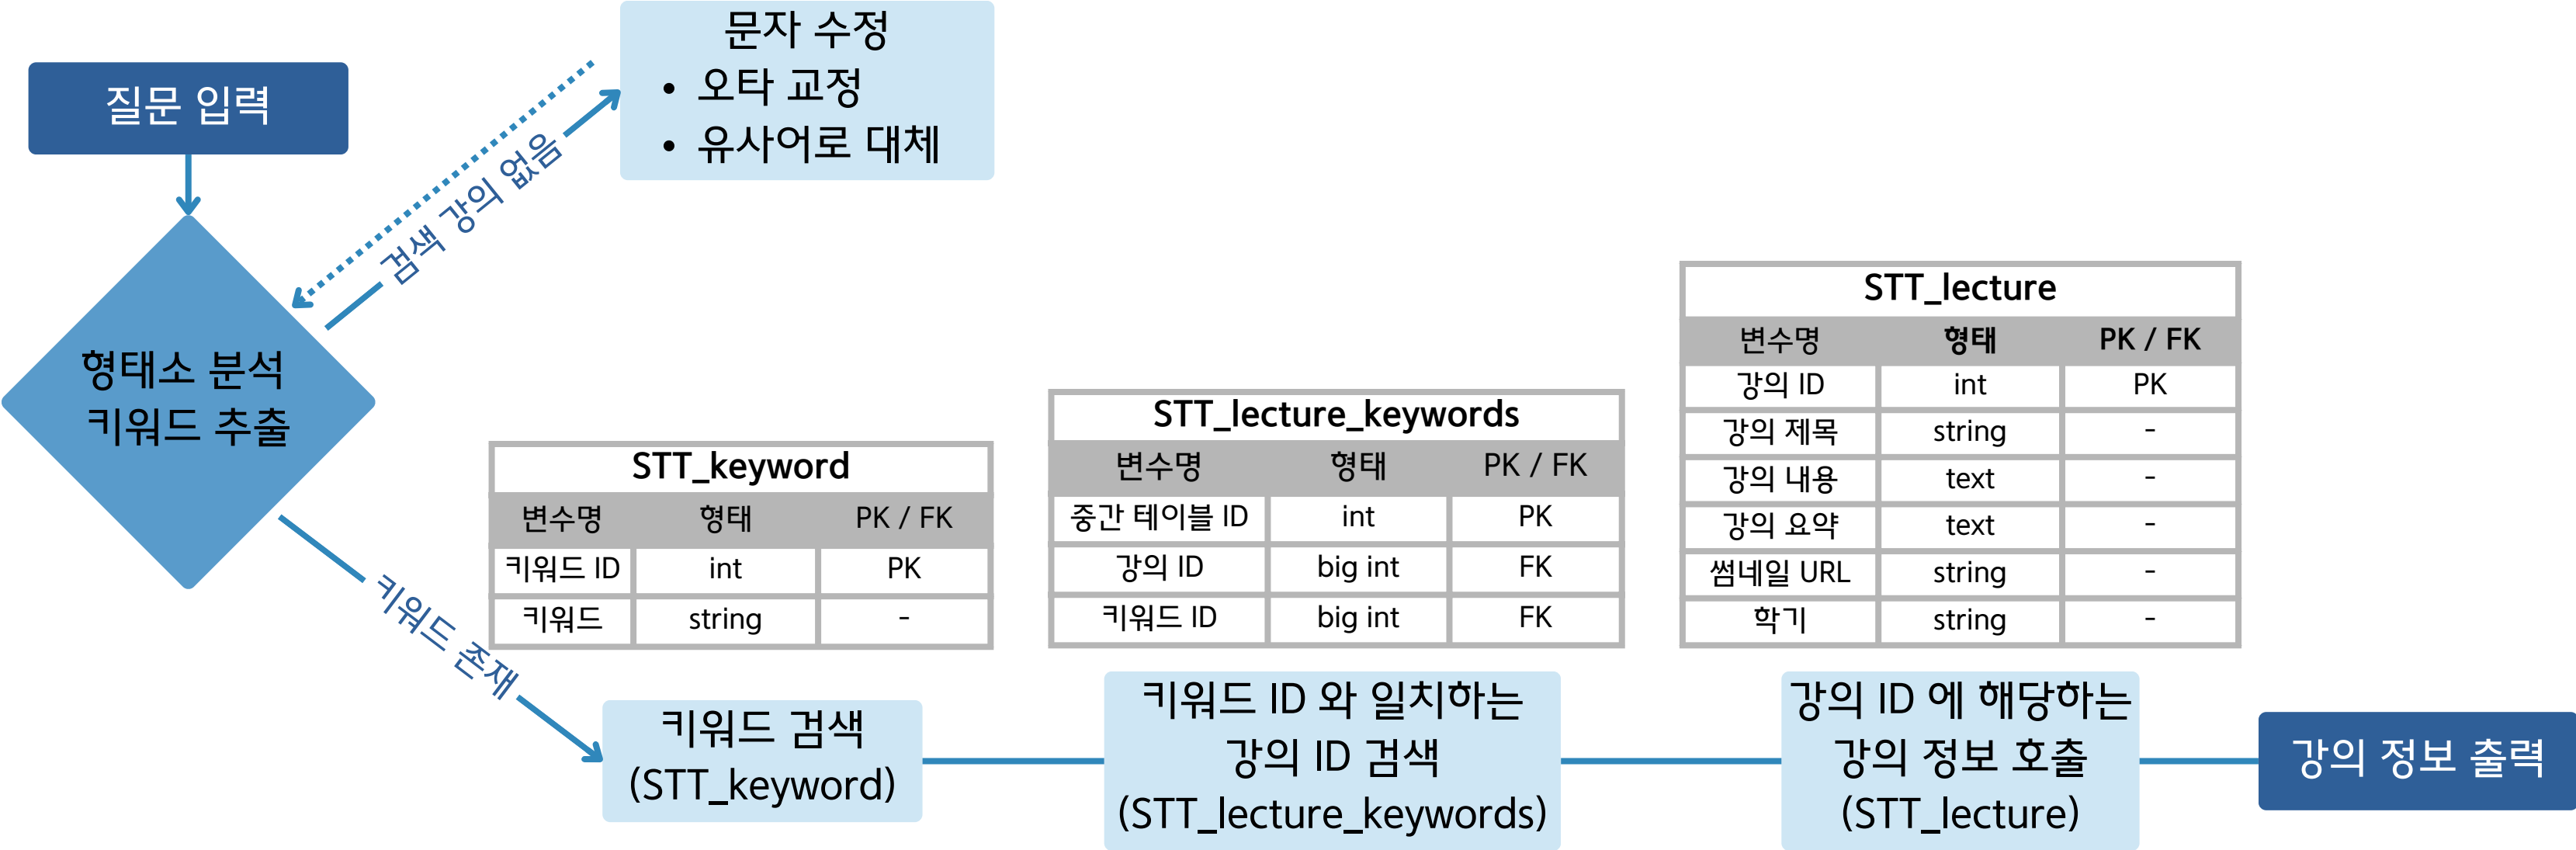 질문 입력
문자 수정
• 오타 교정
• 유사어로 대체
검색 강의 없음
형태소 분석
키워드 추출
키워드 존재
STT_keyword
변수명 형태 PK / FK
키워드 ID int PK
키워드 string -
STT_lecture_keywords
변수명 형태 PK / FK
중간 테이블 ID int PK
강의 ID big int FK
키워드 ID big int FK
STT_lecture
변수명 형태 PK / FK
강의 ID int PK
강의 제목 string -
강의 내용 text -
강의 요약 text -
썸네일 URL string -
학기 string -
키워드 검색
(STT_keyword)
키워드 ID 와 일치하는
강의 ID 검색
(STT_lecture_keywords)
강의 ID 에 해당하는
강의 정보 호출
(STT_lecture)
강의 정보 출력